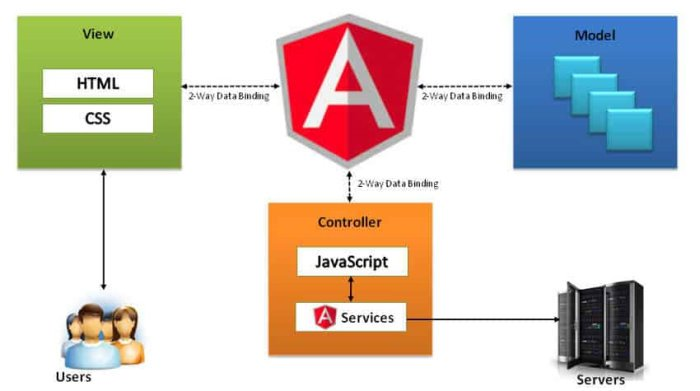 View
HTML
CSS
2-Way Data Binding
A
2-Way Data Binding
Model
2-Way Data Binding
Controller
JavaScript
A Services
Users
Servers